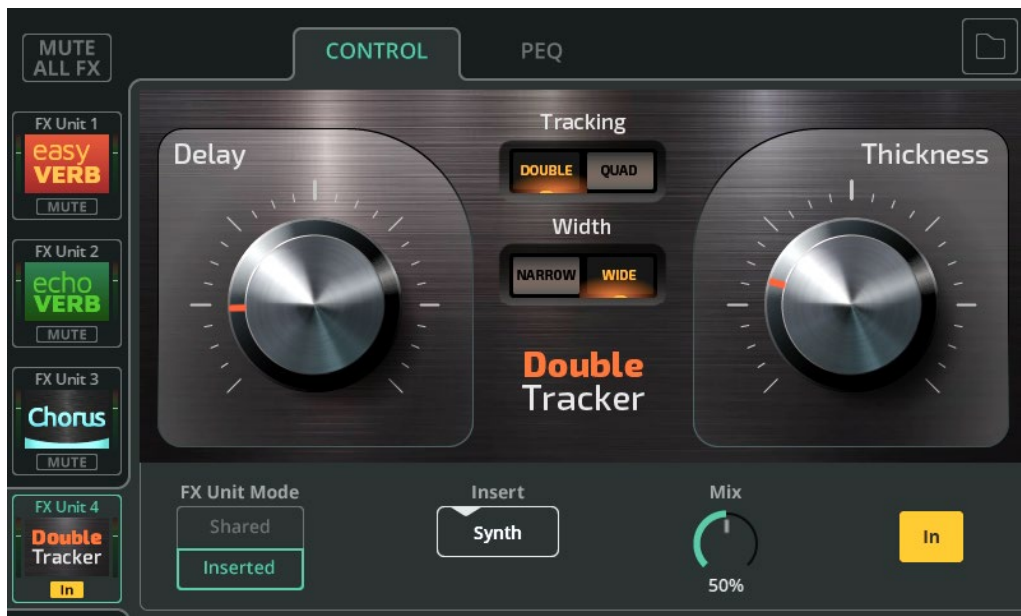 MUTE
ALL FX
CONTROL
PEQ
FX Unit 1
easy
VERB
MUTE
FX Unit 2
echo
VERB
MUTE
FX Unit 3
Chorus
MUTE
FX Unit 4
Double
Tracker
In
Delay
Tracking
DOUBLE
QUAD
Width
NARROW
WIDE
Double
Tracker
Thickness
FX Unit Mode
Shared
Inserted
Insert
Synth
Mix
50%
In